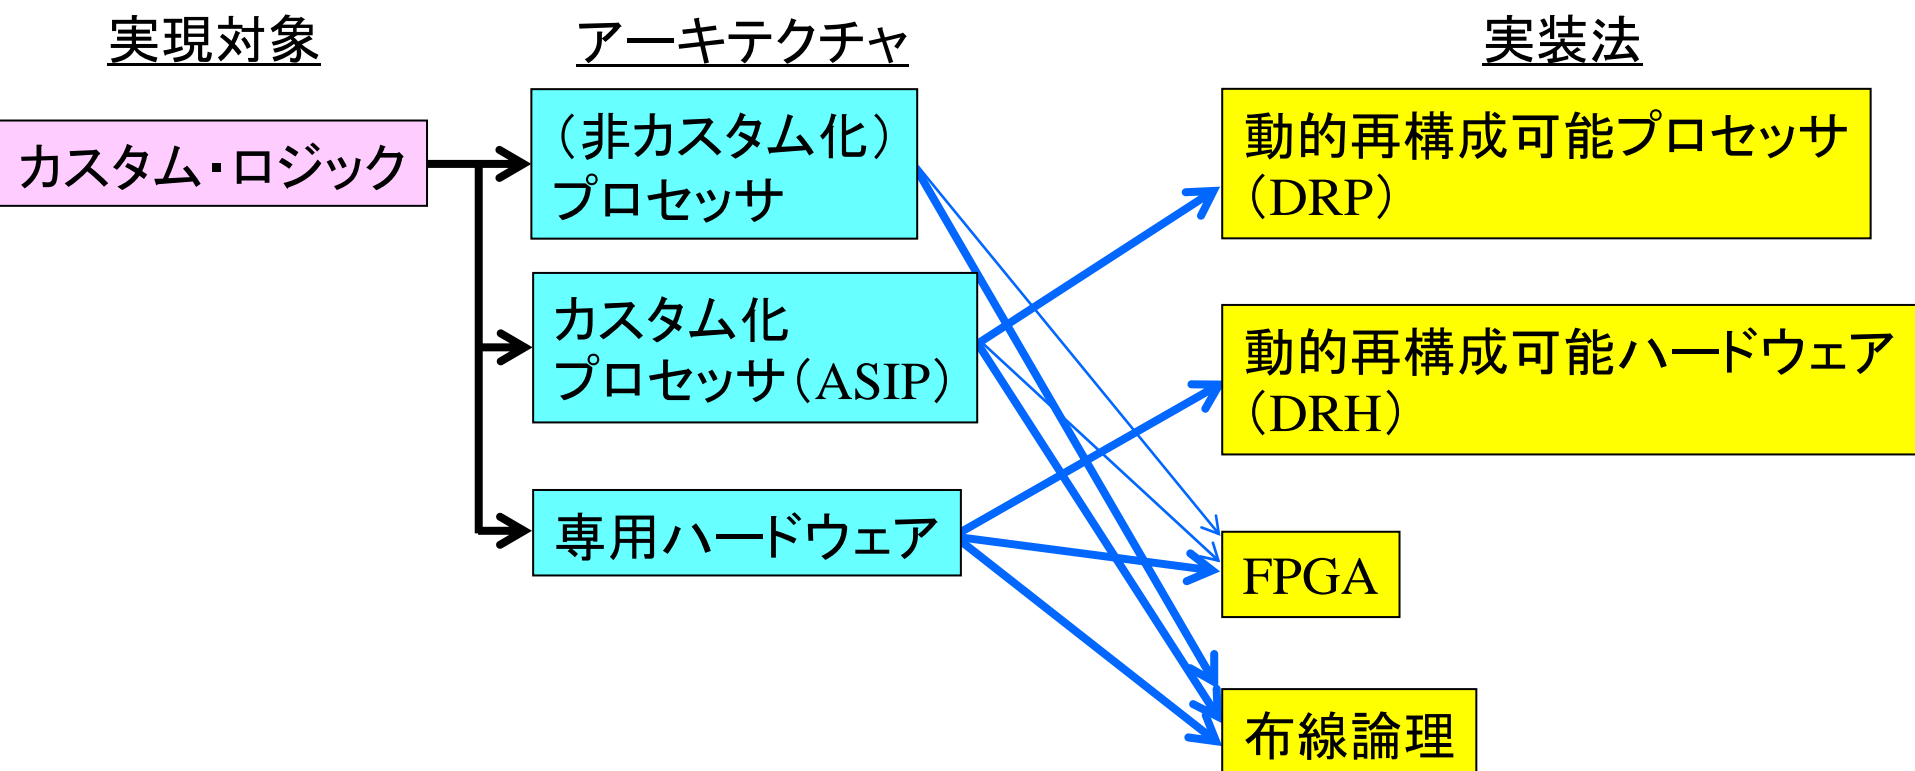 実現対象
アーキテクチャ
実装法
カスタム・ロジック
（非カスタム化）
プロセッサ
カスタム化
プロセッサ（ASIP）
専用ハードウェア
動的再構成可能プロセッサ
（DRP）
動的再構成可能ハードウェア
（DRH）
FPGA
布線論理